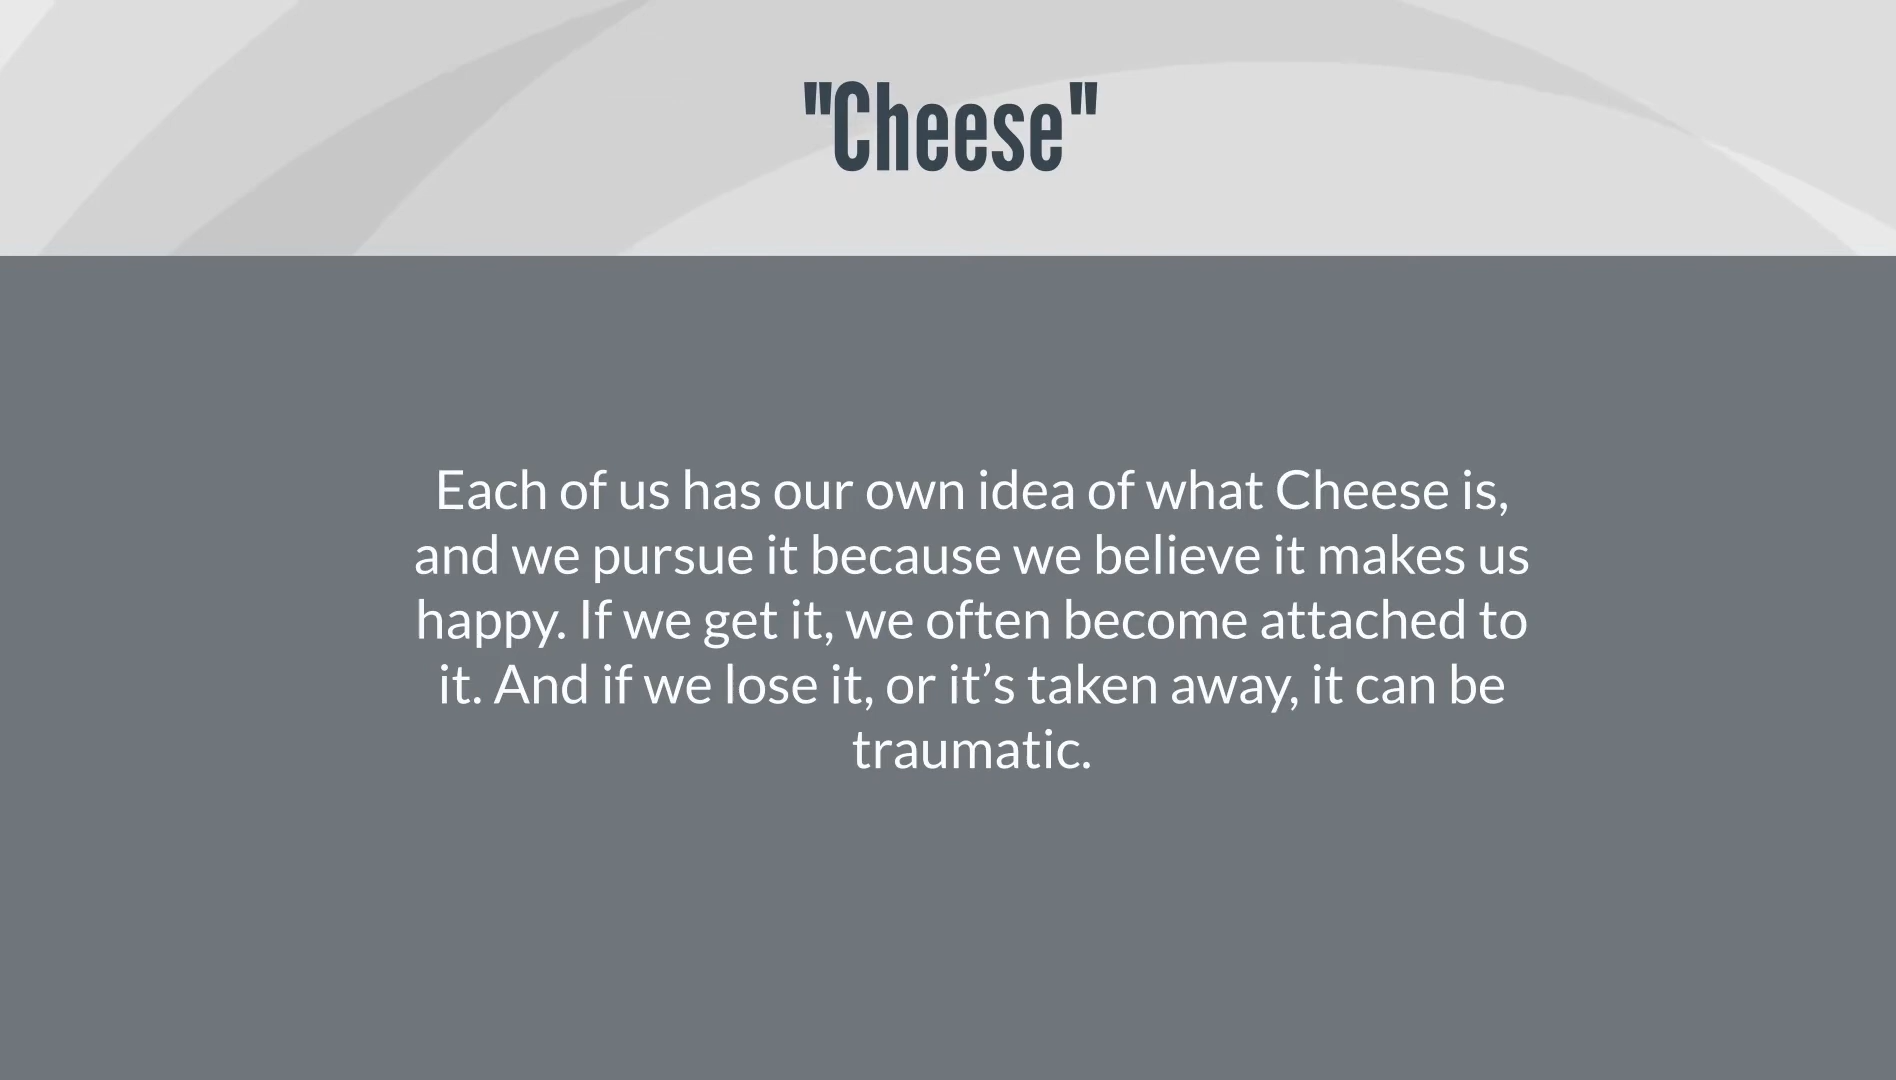 "Cheese"
Each of us has our own idea of what Cheese is,
and we pursue it because we believe it makes us
happy. If we get it, we often become attached to
it. And if we lose it, or it’s taken away, it can be
traumatic.